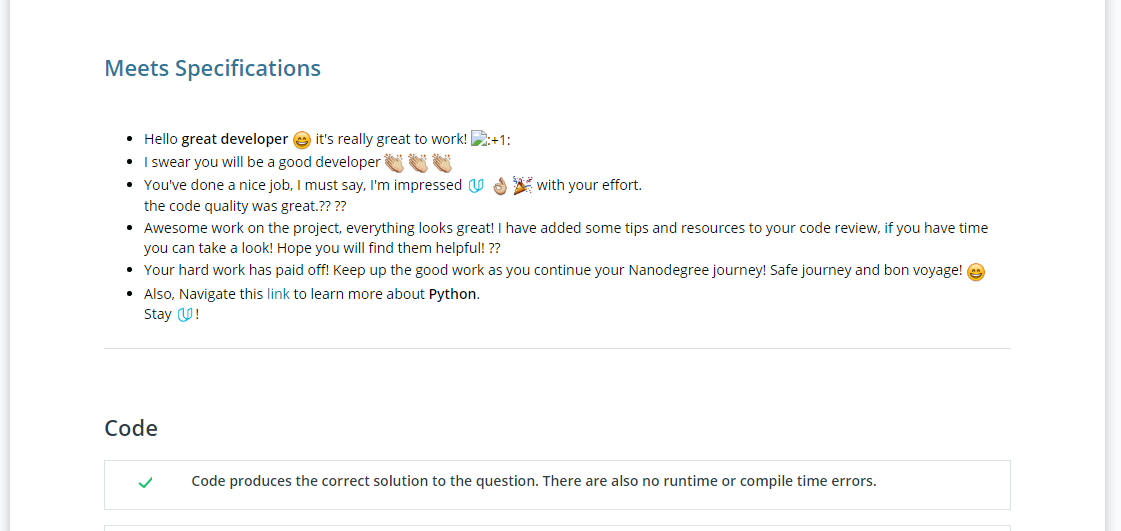 Meets Specifications
Hello great developer 😄 it's really great to work! :+1:
I swear you will be a good developer 👏🏼 👏🏼 👏🏼
You've done a nice job, I must say, I'm impressed 👌🏼 🎉 with your effort.
the code quality was great.?? ??
Awesome work on the project, everything looks great! I have added some tips and resources to your code review, if you have time
you can take a look! Hope you will find them helpful! ??
Your hard work has paid off! Keep up the good work as you continue your Nanodegree journey! Safe journey and bon voyage! 😄
Also, Navigate this link to learn more about Python.
Stay !
Code
Code produces the correct solution to the question. There are also no runtime or compile time errors.